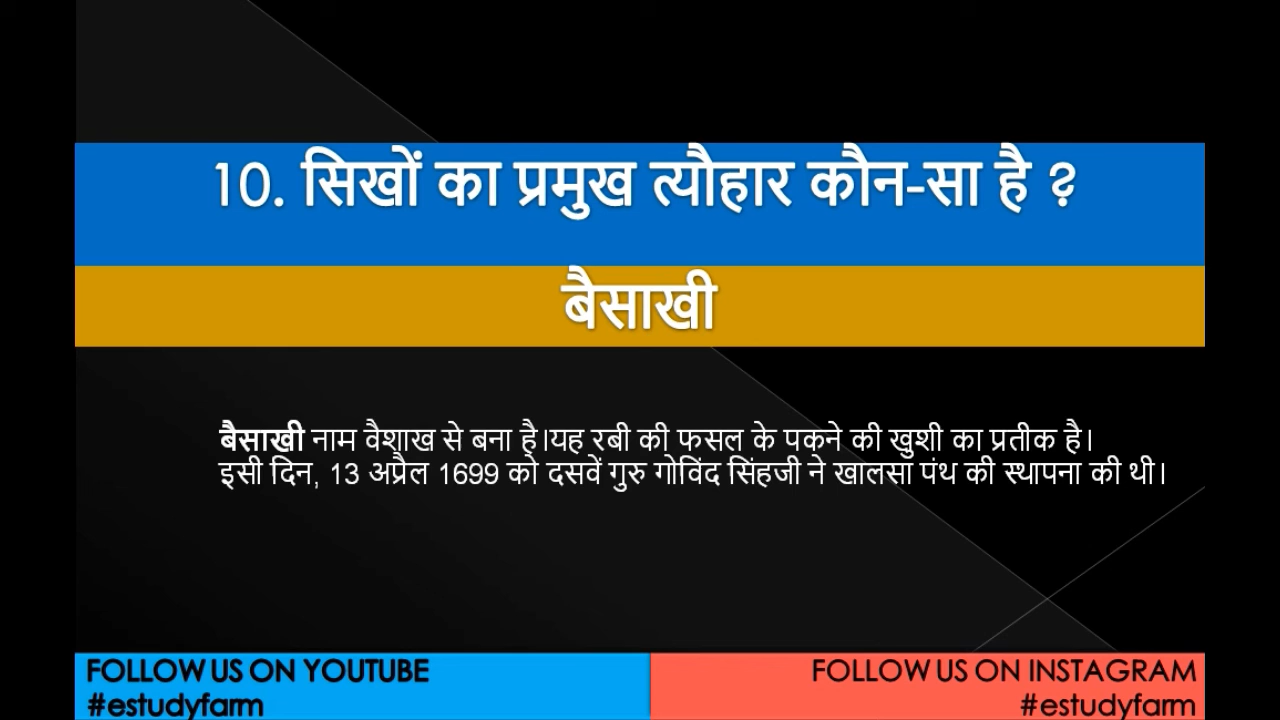 10. सिखों का प्रमुख त्यौहार कौन-सा है ?
बैसाखी
बैसाखी नाम वैशाख से बना है।यह रबी की फसल के पकने की खुशी का प्रतीक है।
इसी दिन, 13 अप्रैल 1699 को दसवें गुरु गोविंद सिंहजी ने खालसा पंथ की स्थापना की थी।
FOLLOW US ON YOUTUBE
#estudyfarm
FOLLOW US ON INSTAGRAM
#estudyfarm